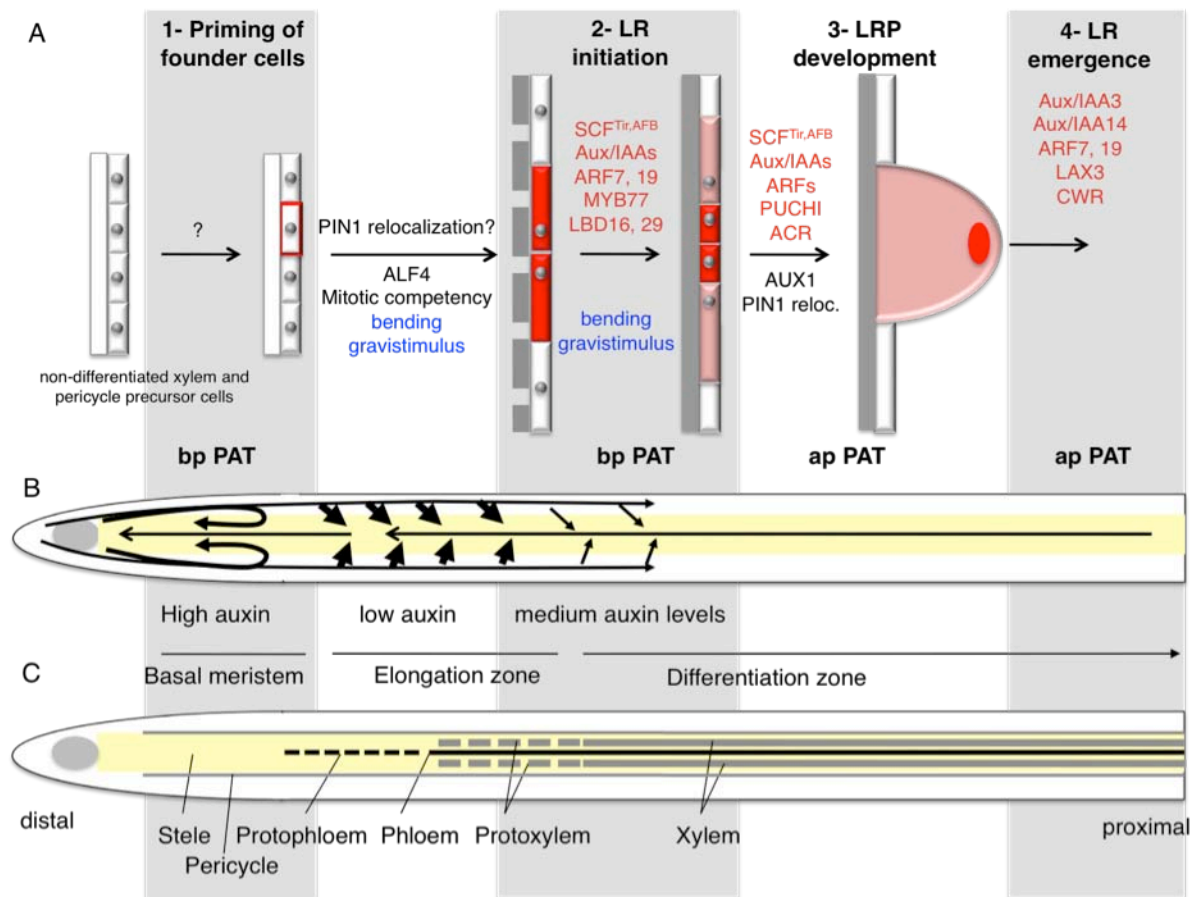 A
1- Priming of
founder cells
2- LR
initiation
3- LRP
development
4- LR
emergence
?
non-differentiated xylem and
pericycle precursor cells
PIN1 relocalization?
ALF4
Mitotic competency
bending
gravistimulus
SCFTir,AFB
Aux/IAAs
ARF7, 19
MYB77
LBD16, 29
bending
gravistimulus
SCFTir,AFB
Aux/IAAs
ARFs
PUCHI
ACR
AUX1
PIN1 reloc.
Aux/IAA3
Aux/IAA14
ARF7, 19
LAX3
CWR
bp PAT
bp PAT
ap PAT
ap PAT
B
High auxin
low auxin
medium auxin levels
Basal meristem
Elongation zone
Differentiation zone
C
distal
Stele
Protophloem
Phloem
Protoxylem
Xylem
proximal
Pericycle